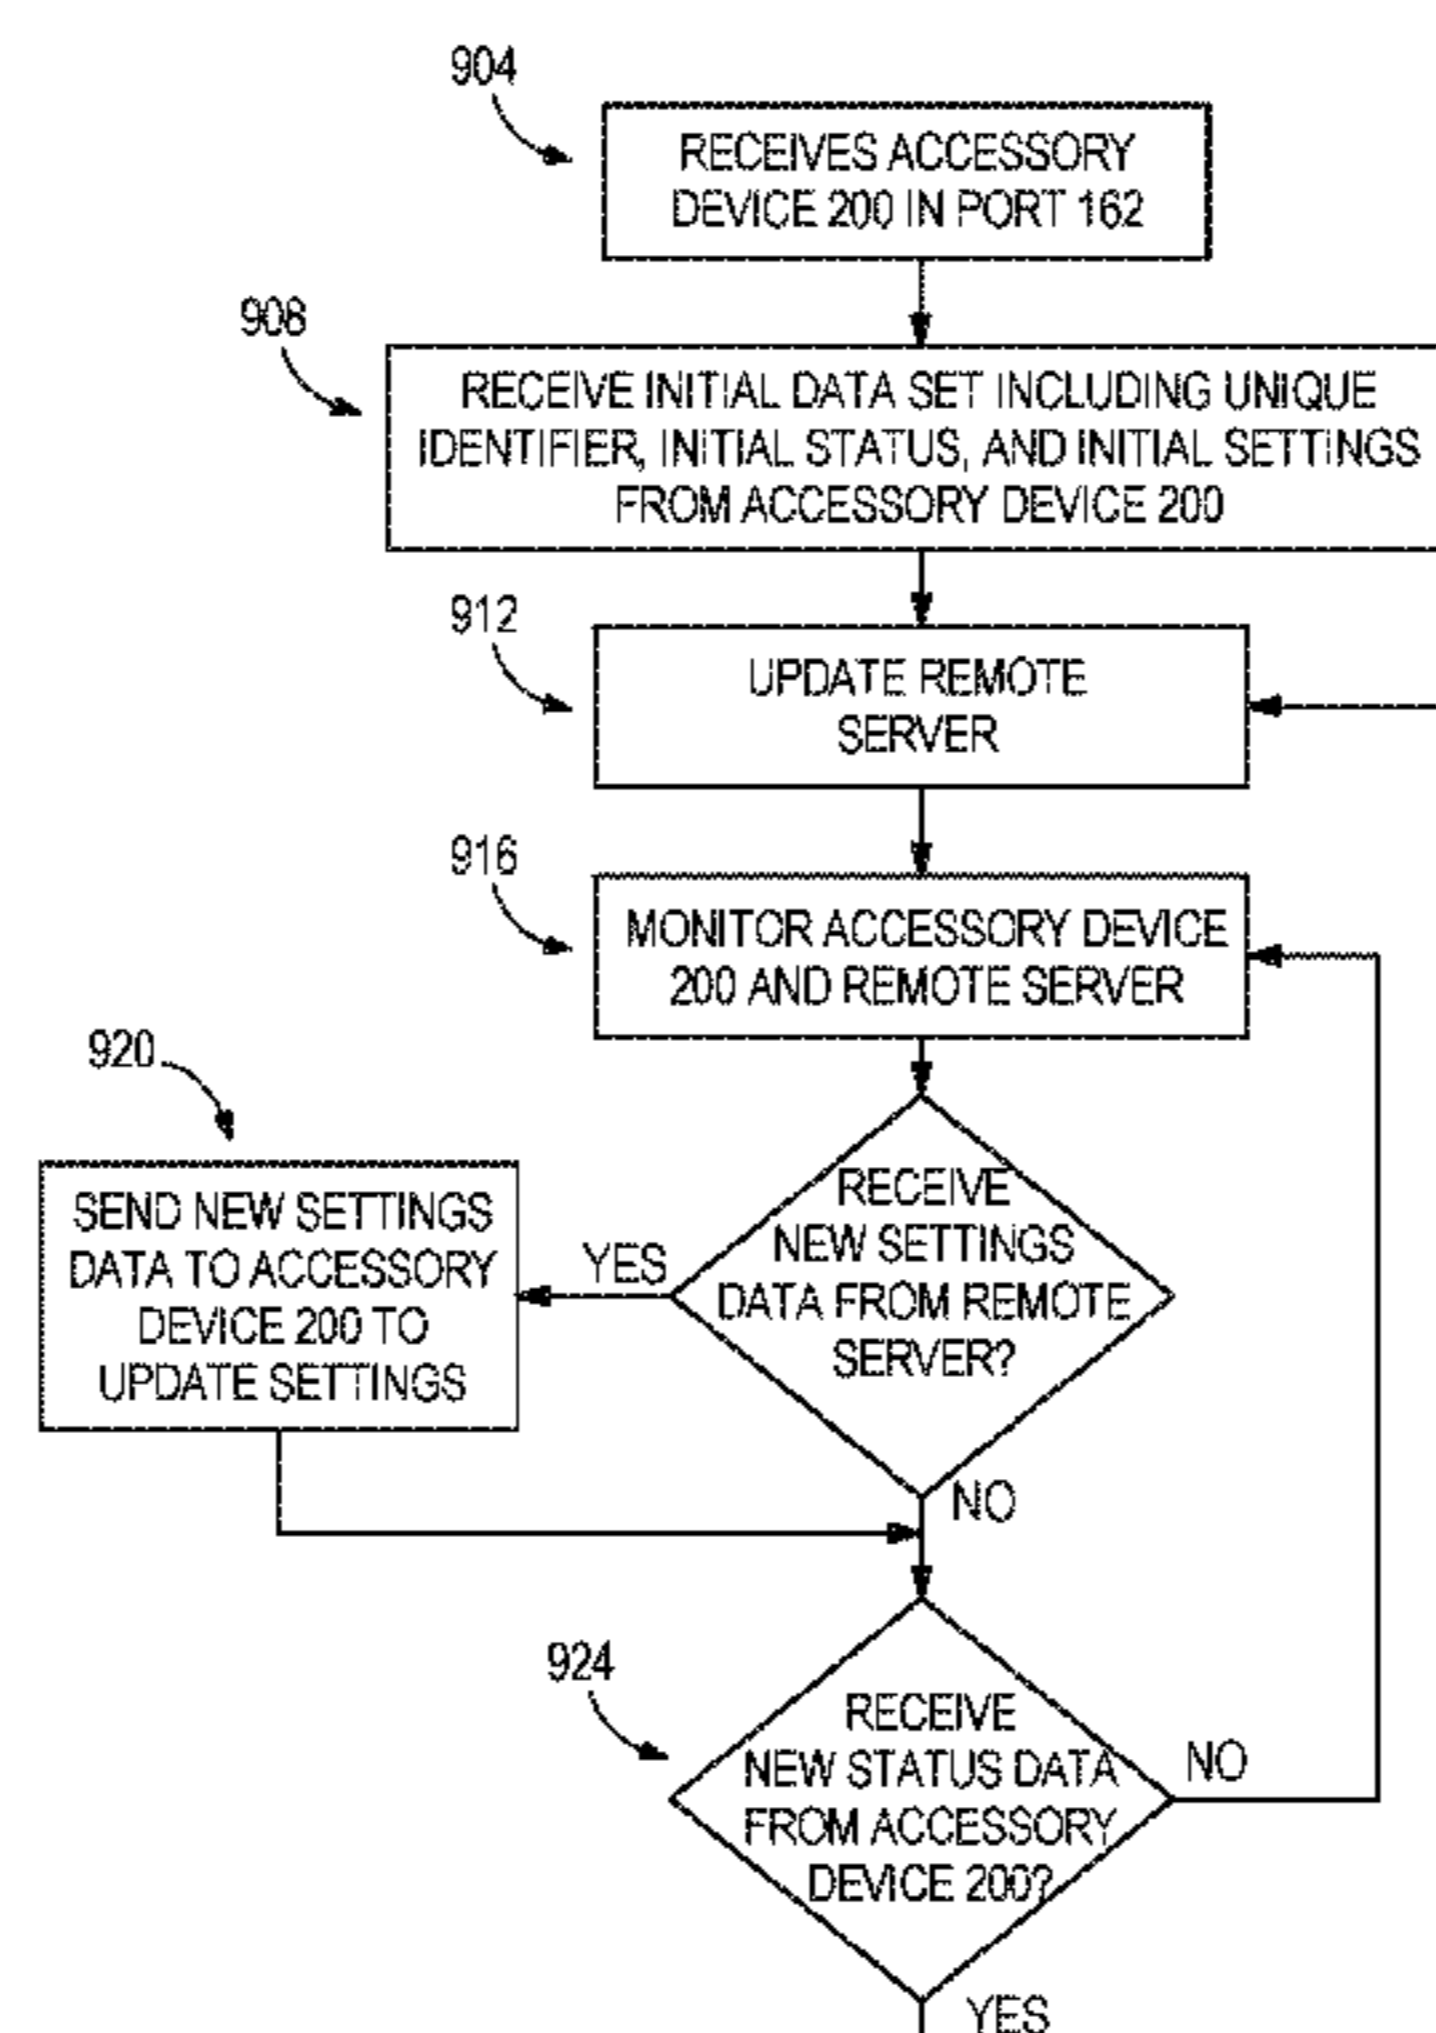 904
RECEIVES ACCESSORY
DEVICE 200 IN PORT 162
908
RECEIVE INITIAL DATA SET INCLUDING UNIQUE
IDENTIFIER, INITIAL STATUS, AND INITIAL SETTINGS
FROM ACCESSORY DEVICE 200
912
UPDATE REMOTE
SERVER
916
MONITOR ACCESSORY DEVICE
200 AND REMOTE SERVER
920
SEND NEW SETTINGS
DATA TO ACCESSORY
DEVICE 200 TO
UPDATE SETTINGS
YES
RECEIVE
NEW SETTINGS
DATA FROM REMOTE
SERVER?
NO
924
RECEIVE
NEW STATUS DATA
FROM ACCESSORY
DEVICE 200?
NO
YES